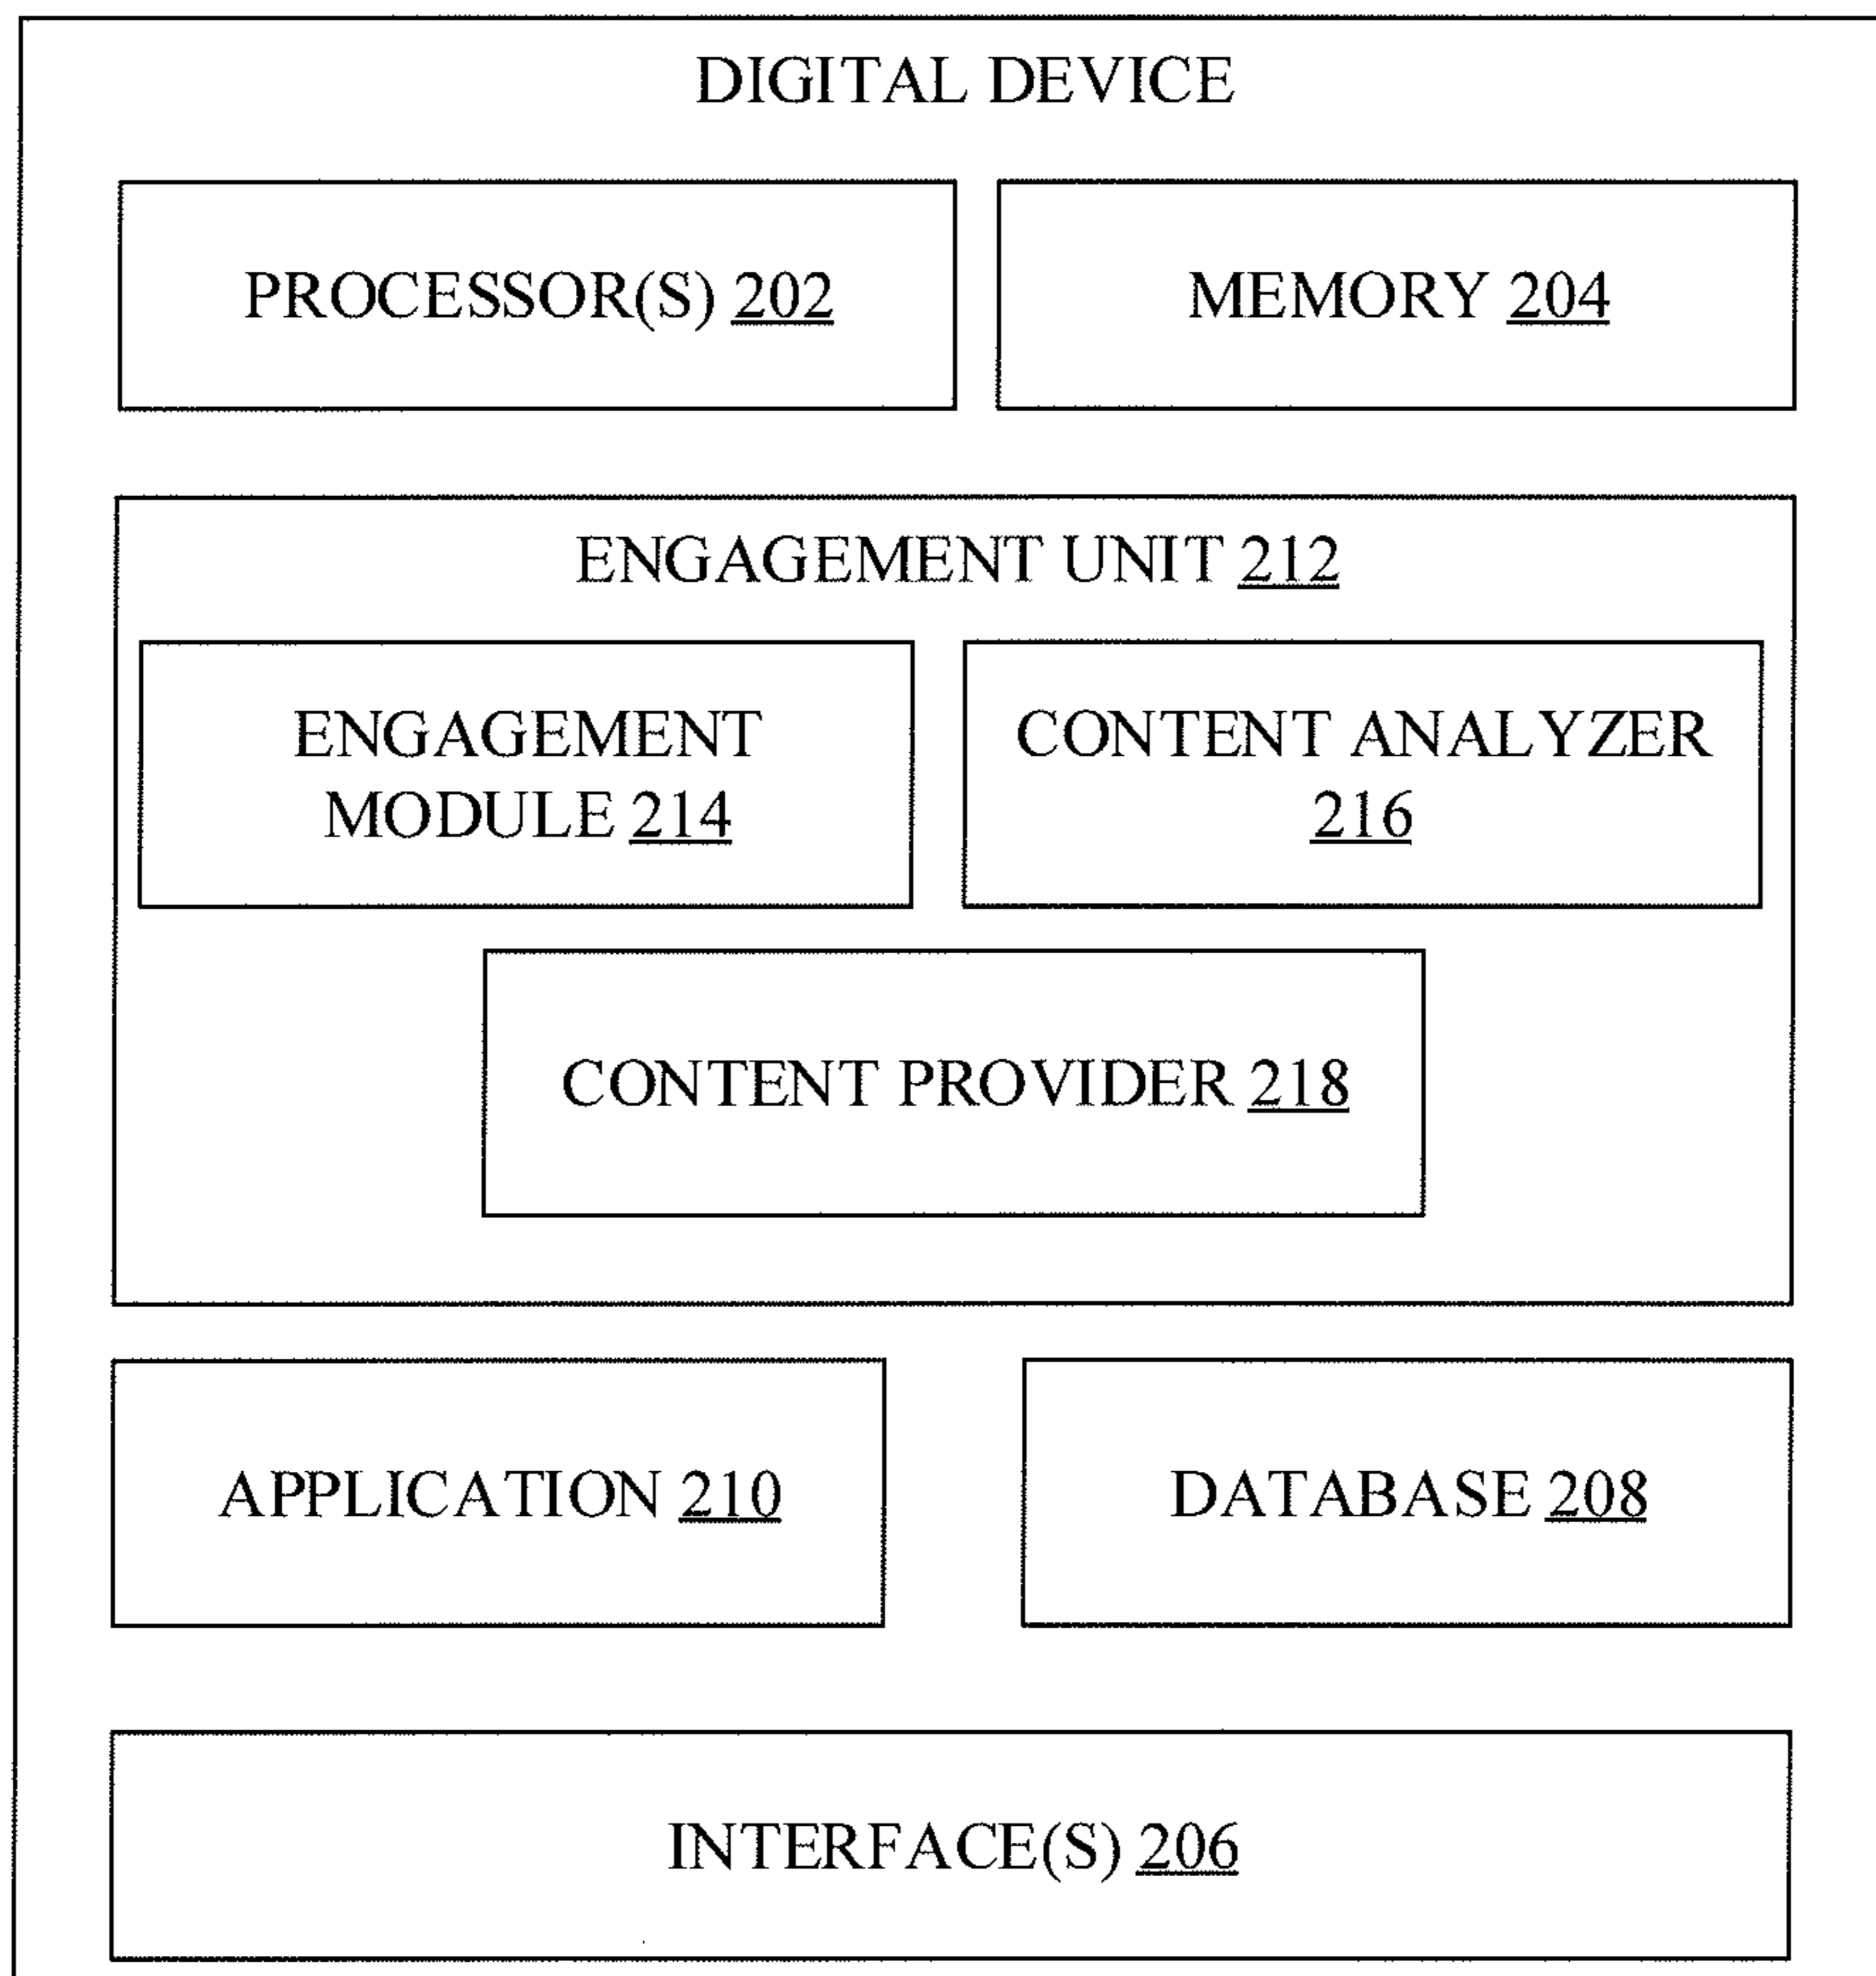 DIGITAL DEVICE
PROCESSOR(S) 202
MEMORY 204
ENGAGEMENT UNIT 212
ENGAGEMENT
MODULE 214
CONTENT ANALYZER
216
CONTENT PROVIDER 218
APPLICATION 210
DATABASE 208
INTERFACE(S) 206